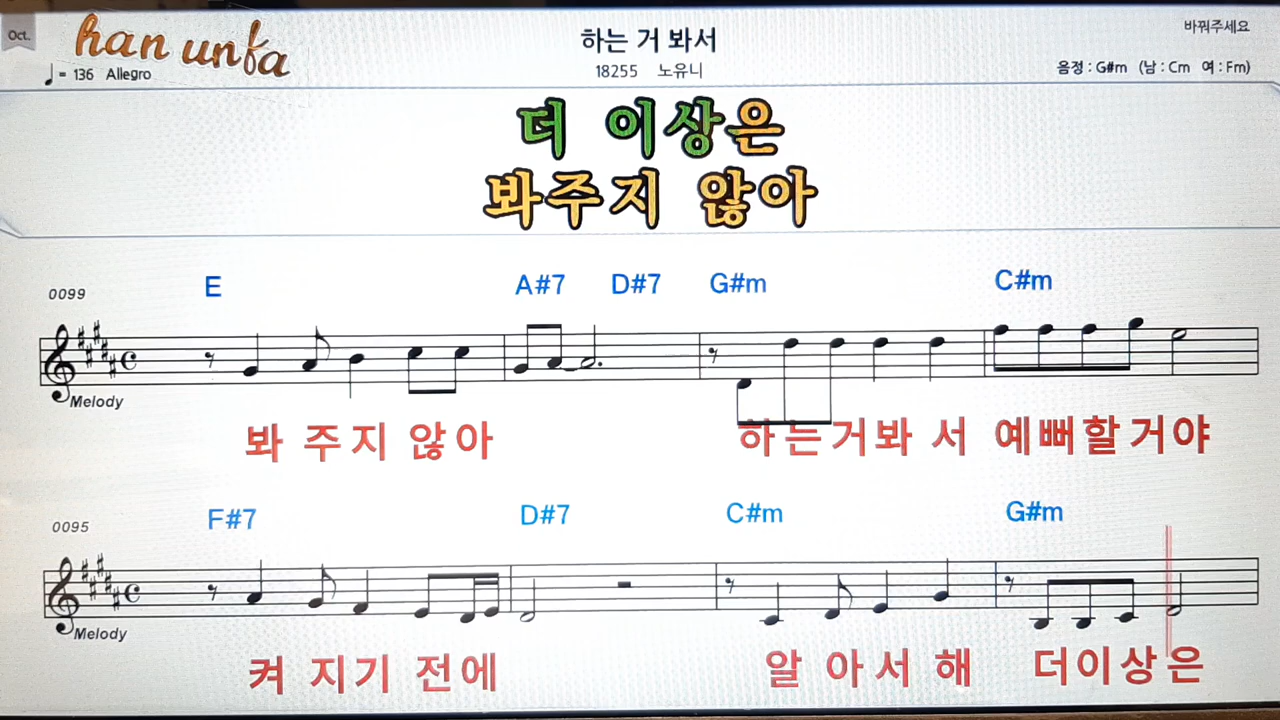 Oct.
han unfa
하는 거 봐서
바꿔주세요
♩= 136 Allegro
18255 노유니
음정 : G#m (남 : Cm 여 : Fm)
더 이상은
봐주지 않아
E A#7 D#7 G#m C#m
0099
Melody
봐 주지 않아 하는거봐 서 예뻐할거야
F#7 D#7 C#m G#m
0095
Melody
켜 지기 전에 알 아서 해 더이상은